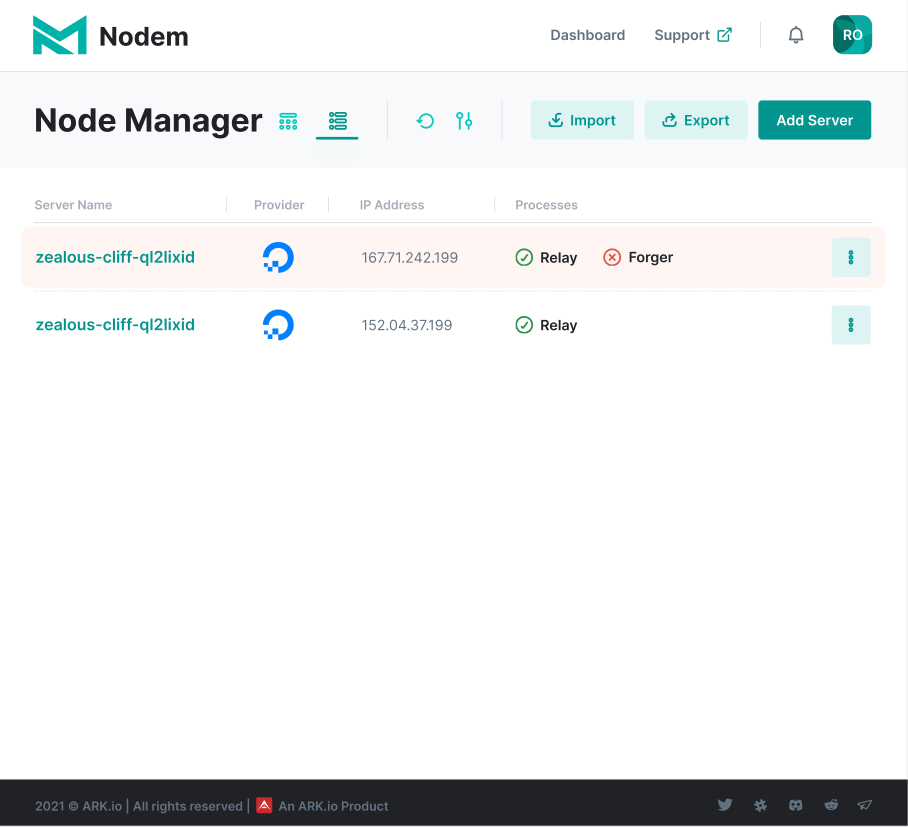 Nodem
Dashboard Support RO
Node Manager Import Export Add Server
Server Name Provider IP Address Processes
zealous-cliff-ql2lixid 167.71.242.199 Relay Forger
zealous-cliff-ql2lixid 152.04.37.199 Relay
2021 © ARK.io | All rights reserved | An ARK.io Product